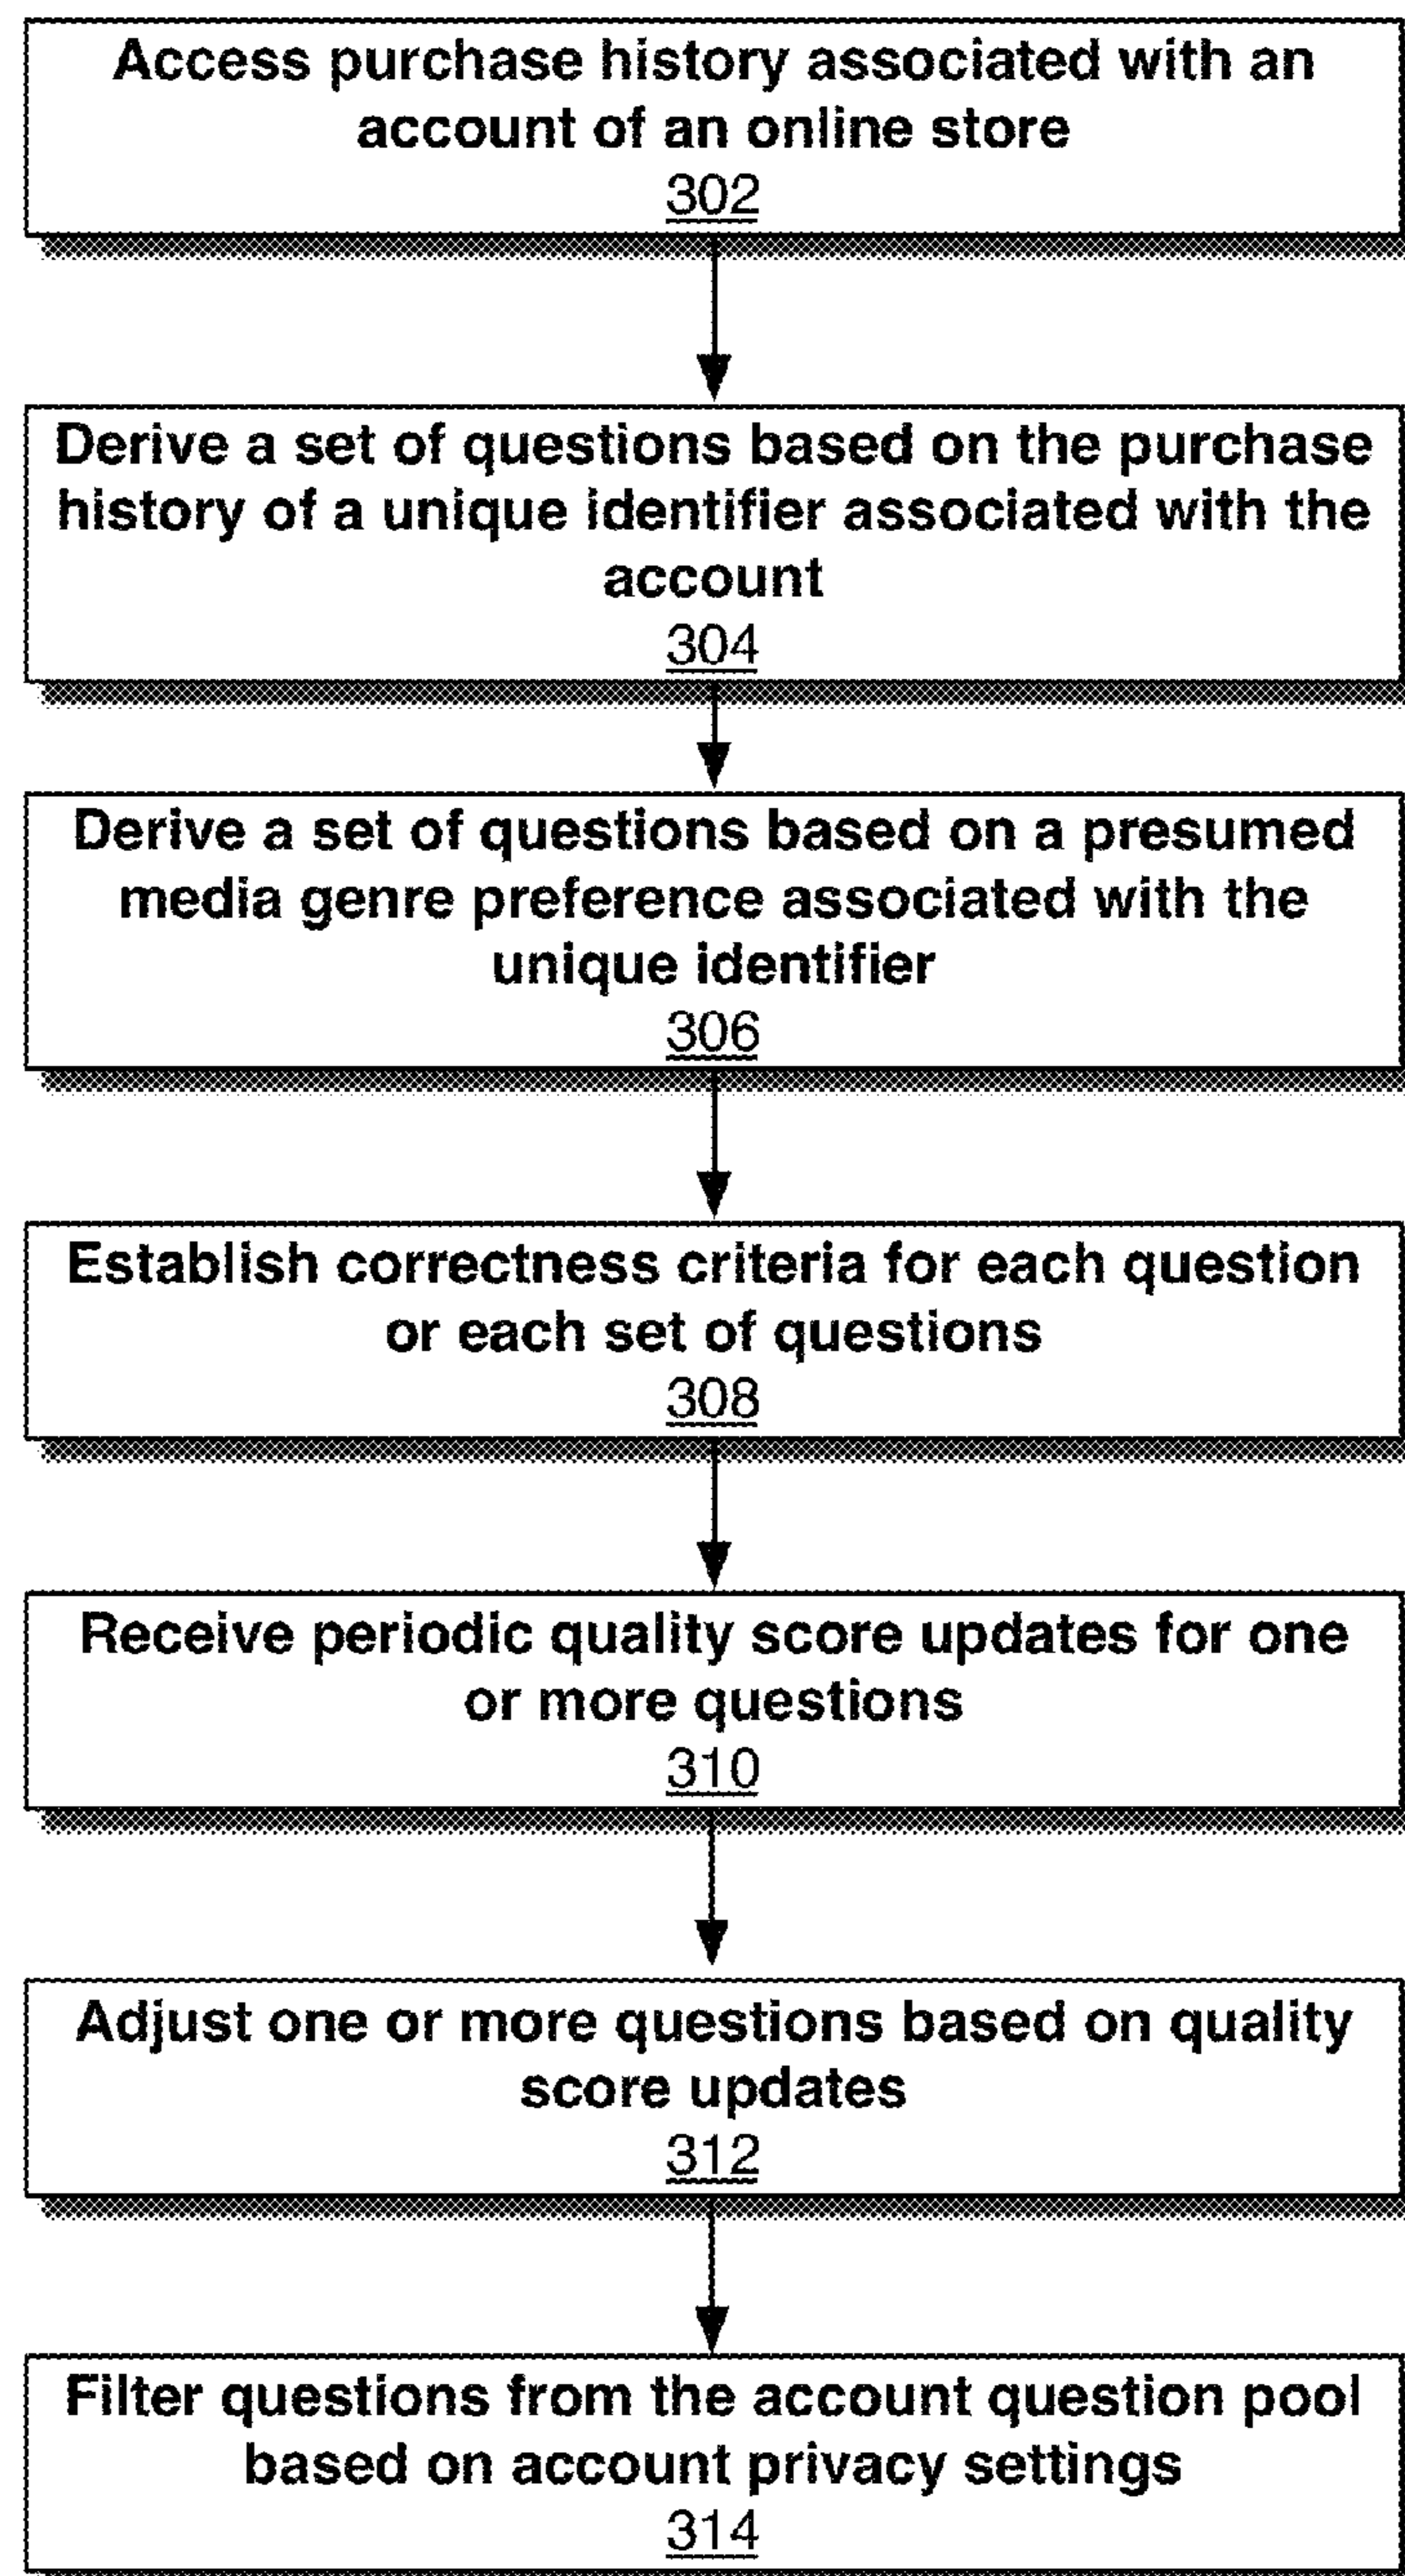 Access purchase history associated with an
account of an online store
302
Derive a set of questions based on the purchase
history of a unique identifier associated with the
account
304
Derive a set of questions based on a presumed
media genre preference associated with the
unique identifier
306
Establish correctness criteria for each question
or each set of questions
308
Receive periodic quality score updates for one
or more questions
310
Adjust one or more questions based on quality
score updates
312
Filter questions from the account question pool
based on account privacy settings
314